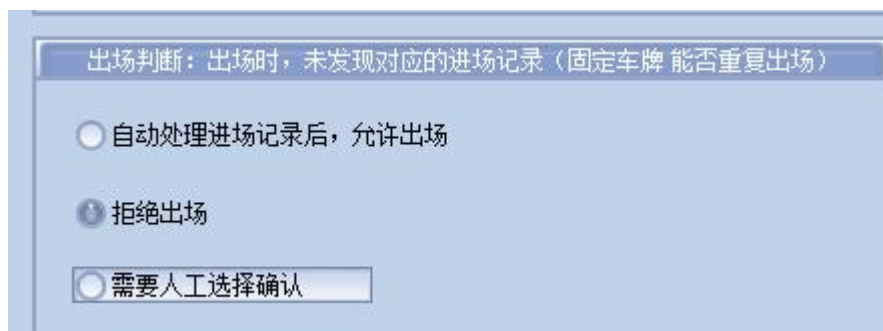 出场判断：出场时，未发现对应的进场记录（固定车牌 能否重复出场）
自动处理进场记录后，允许出场
拒绝出场
需要人工选择确认